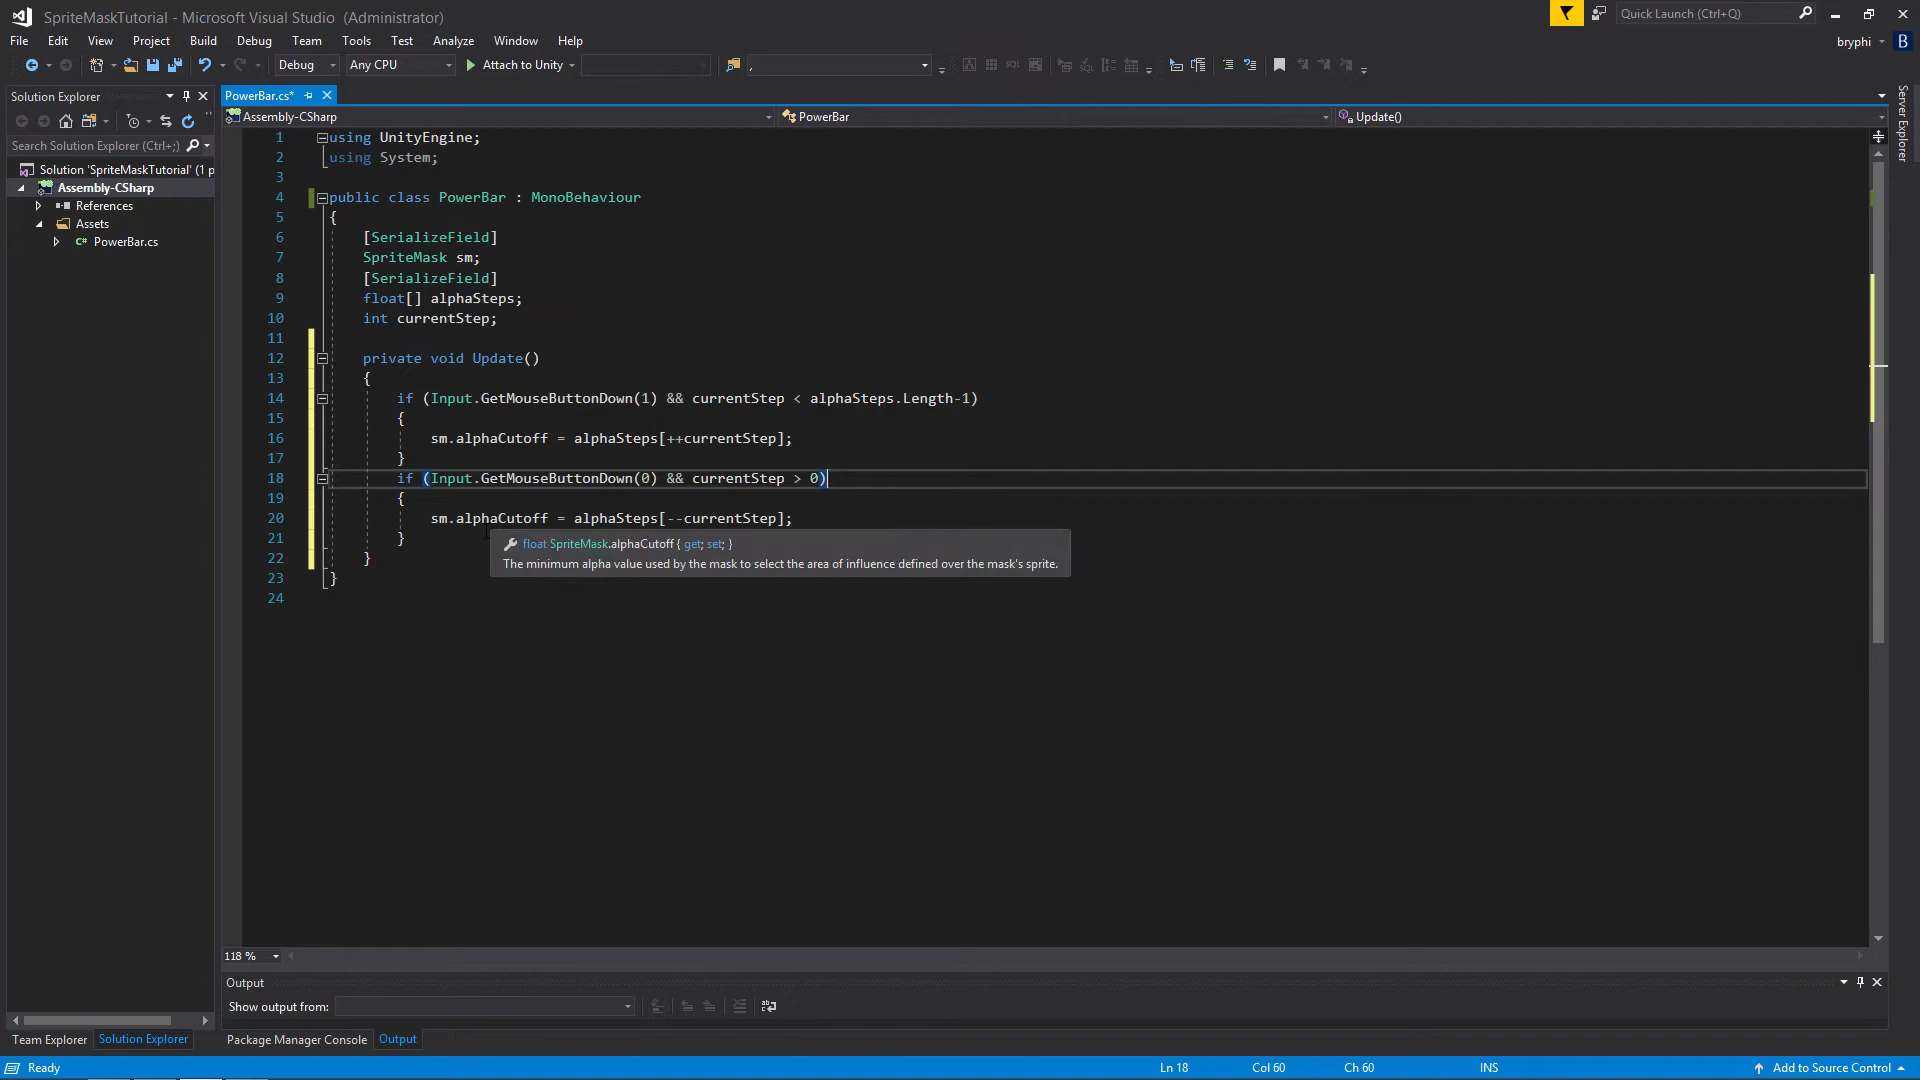 SpriteMaskTutorial - Microsoft Visual Studio (Administrator)
Quick Launch (Ctrl+Q)
File Edit View Project Build Debug Team Tools Test Analyze Window Help
bryphi B
Debug Any CPU Attach to Unity ,
Solution Explorer
PowerBar.cs*
Assembly-CSharp PowerBar Update()
Server Explorer
Search Solution Explorer (Ctrl+;)
Solution 'SpriteMaskTutorial' (1 p
Assembly-CSharp
References
Assets
C# PowerBar.cs
1 using UnityEngine;
2 using System;
3
4 public class PowerBar : MonoBehaviour
5 {
6 [SerializeField]
7 SpriteMask sm;
8 [SerializeField]
9 float[] alphaSteps;
10 int currentStep;
11
12 private void Update()
13 {
14 if (Input.GetMouseButtonDown(1) && currentStep < alphaSteps.Length-1)
15 {
16 sm.alphaCutoff = alphaSteps[++currentStep];
17 }
18 if (Input.GetMouseButtonDown(0) && currentStep > 0)
19 {
20 sm.alphaCutoff = alphaSteps[--currentStep];
21 }
22 }
23 }
24
float SpriteMask.alphaCutoff { get; set; }
The minimum alpha value used by the mask to select the area of influence defined over the mask's sprite.
118 %
Output
Show output from:
Team Explorer Solution Explorer Package Manager Console Output
Ready Ln 18 Col 60 Ch 60 INS Add to Source Control